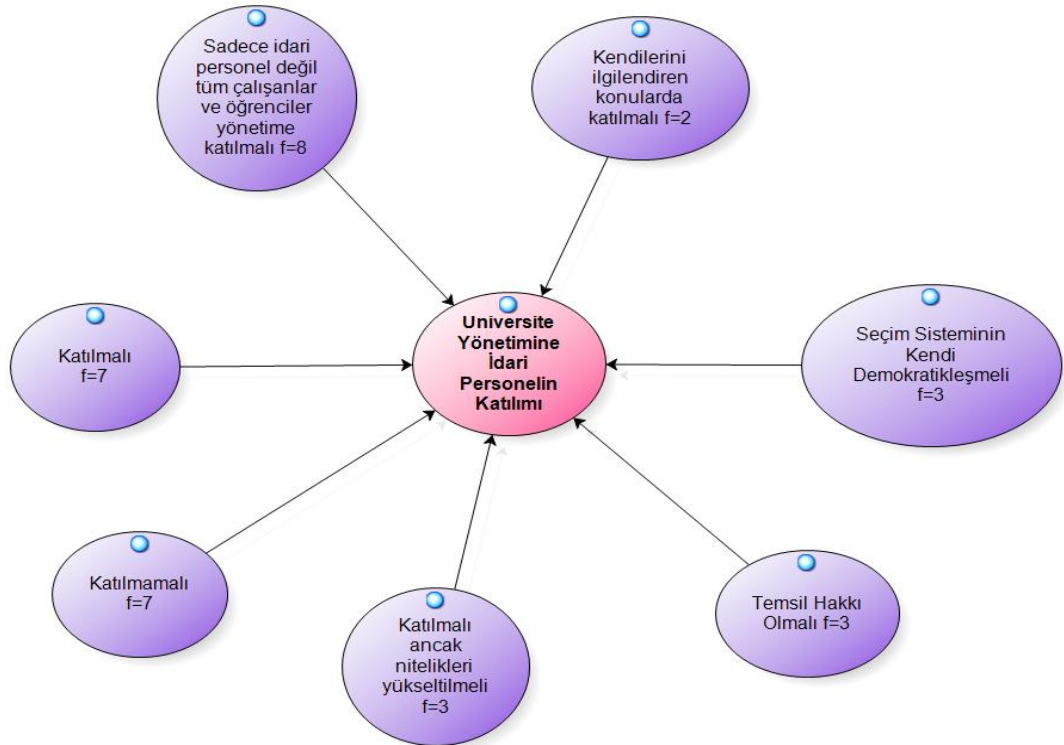 Sadece idari
personel değil
tüm çalışanlar
ve öğrenciler
yönetime
katılmalı f=8
Kendilerini
ilgilendiren
konularda
katılmalı f=2
Katılmalı
f=7
Universite
Yönetimine
İdari
Personelin
Katılımı
Seçim Sisteminin
Kendi
Demokratikleşmeli
f=3
Katılmamalı
f=7
Katılmalı
ancak
nitelikleri
yükseltilmeli
f=3
Temsil Hakkı
Olmalı f=3